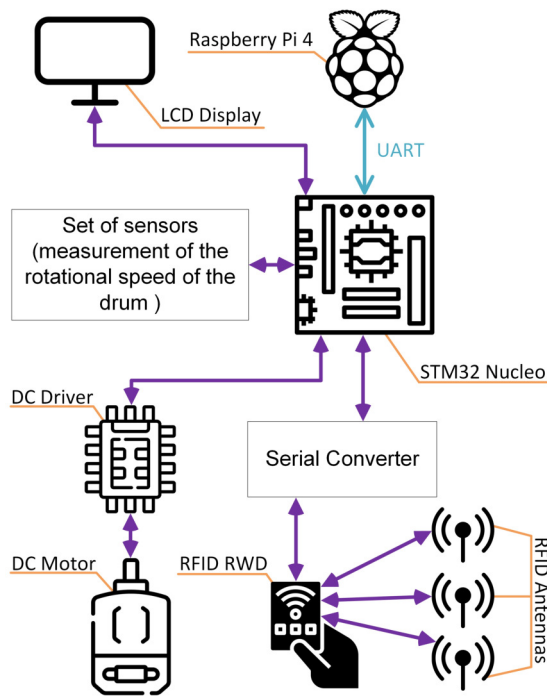 Raspberry Pi 4
LCD Display
UART
Set of sensors
(measurement of the
rotational speed of the
drum )
STM32 Nucleo
DC Driver
Serial Converter
DC Motor
RFID RWD
RFID Antennas